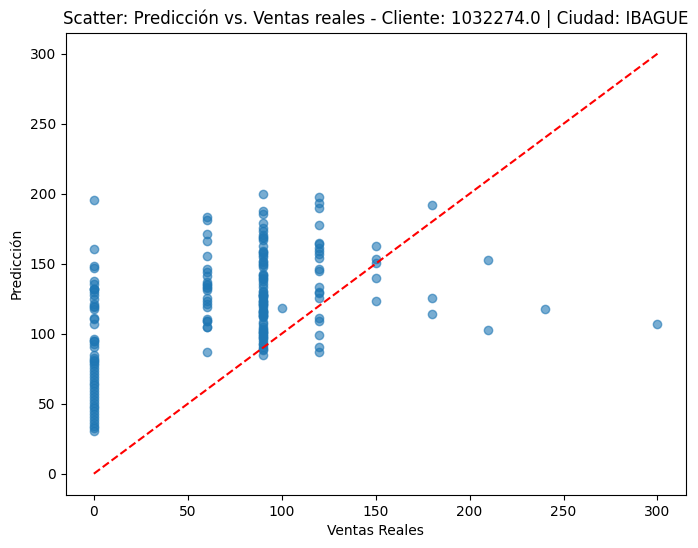 Scatter: Predicción vs. Ventas reales - Cliente: 1032274.0 | Ciudad: IBAGUE
300
250
200
150
100
50
0
Predicción
0 50 100 150 200 250 300
Ventas Reales